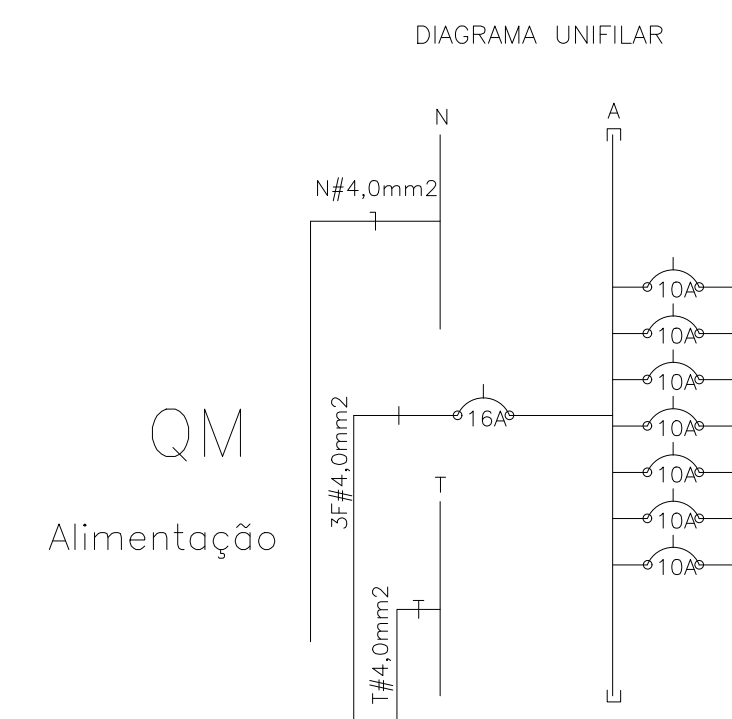 DIAGRAMA UNIFILAR
N
A
N#4,0mm2
10A
10A
10A
10A
10A
10A
10A
16A
3F#4,0mm2
QM
T
Alimentação
T
T#4,0mm2